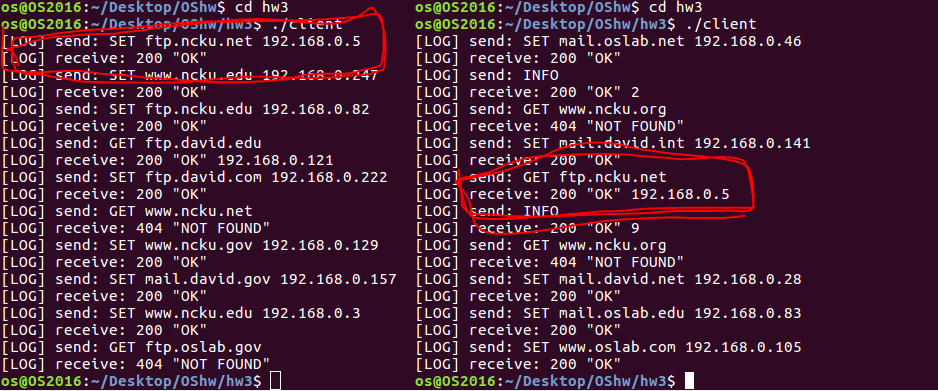 os@OS2016:~/Desktop/OShw$ cd hw3
os@OS2016:~/Desktop/OShw/hw3$ ./client
[LOG] send: SET ftp.ncku.net 192.168.0.5
[LOG] receive: 200 "OK"
[LOG] send: SET www.ncku.edu 192.168.0.247
[LOG] receive: 200 "OK"
[LOG] send: SET ftp.ncku.edu 192.168.0.82
[LOG] receive: 200 "OK"
[LOG] send: GET ftp.david.edu
[LOG] receive: 200 "OK" 192.168.0.121
[LOG] send: SET ftp.david.com 192.168.0.222
[LOG] receive: 200 "OK"
[LOG] send: GET www.ncku.net
[LOG] receive: 404 "NOT FOUND"
[LOG] send: SET www.ncku.gov 192.168.0.129
[LOG] receive: 200 "OK"
[LOG] send: SET mail.david.gov 192.168.0.157
[LOG] receive: 200 "OK"
[LOG] send: SET www.ncku.edu 192.168.0.3
[LOG] receive: 200 "OK"
[LOG] send: GET ftp.oslab.gov
[LOG] receive: 404 "NOT FOUND"
os@OS2016:~/Desktop/OShw/hw3$
os@OS2016:~/Desktop/OShw$ cd hw3
os@OS2016:~/Desktop/OShw/hw3$ ./client
[LOG] send: SET mail.oslab.net 192.168.0.46
[LOG] receive: 200 "OK"
[LOG] send: INFO
[LOG] receive: 200 "OK" 2
[LOG] send: GET www.ncku.org
[LOG] receive: 404 "NOT FOUND"
[LOG] send: SET mail.david.int 192.168.0.141
[LOG] receive: 200 "OK"
[LOG] send: GET ftp.ncku.net
[LOG] receive: 200 "OK" 192.168.0.5
[LOG] send: INFO
[LOG] receive: 200 "OK" 9
[LOG] send: GET www.ncku.org
[LOG] receive: 404 "NOT FOUND"
[LOG] send: SET mail.david.net 192.168.0.28
[LOG] receive: 200 "OK"
[LOG] send: SET mail.oslab.edu 192.168.0.83
[LOG] receive: 200 "OK"
[LOG] send: SET www.oslab.com 192.168.0.105
[LOG] receive: 200 "OK"
os@OS2016:~/Desktop/OShw/hw3$